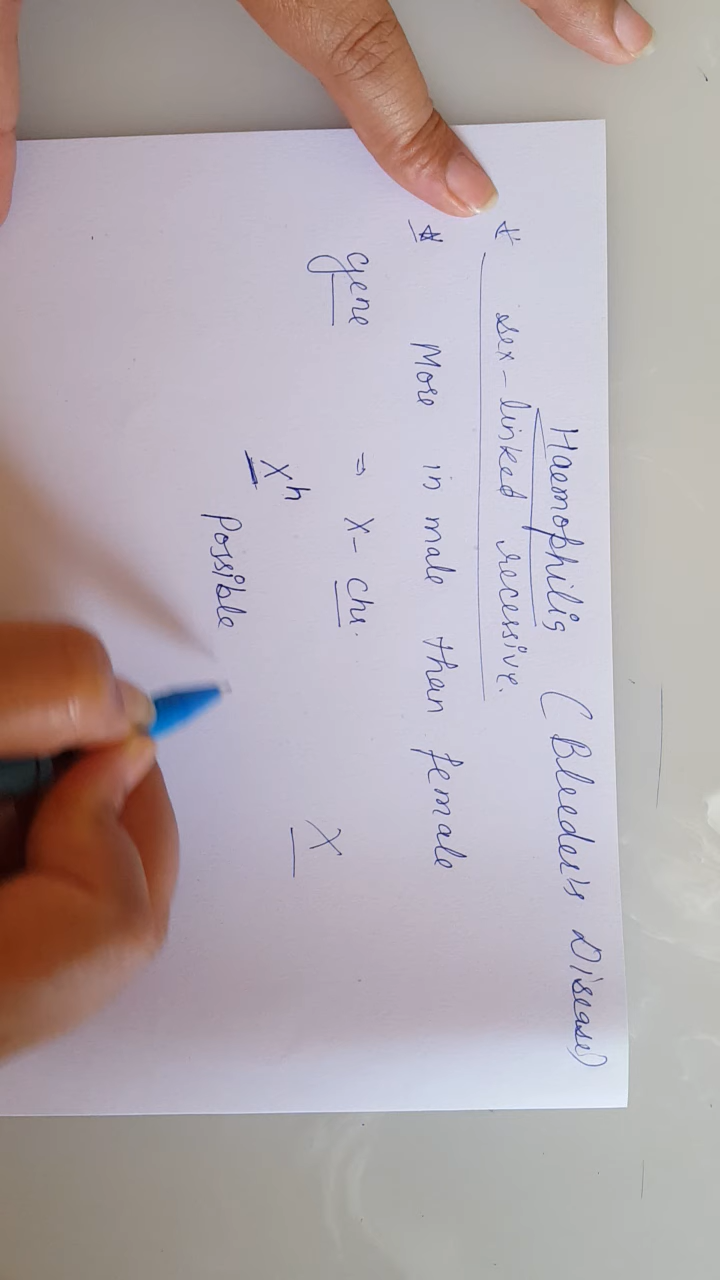 Haemophilia (Bleeder's Disease)
* sex-linked recessive.
* More in male than female
gene ⇒ X- chr.
X
Xʰ
Possible